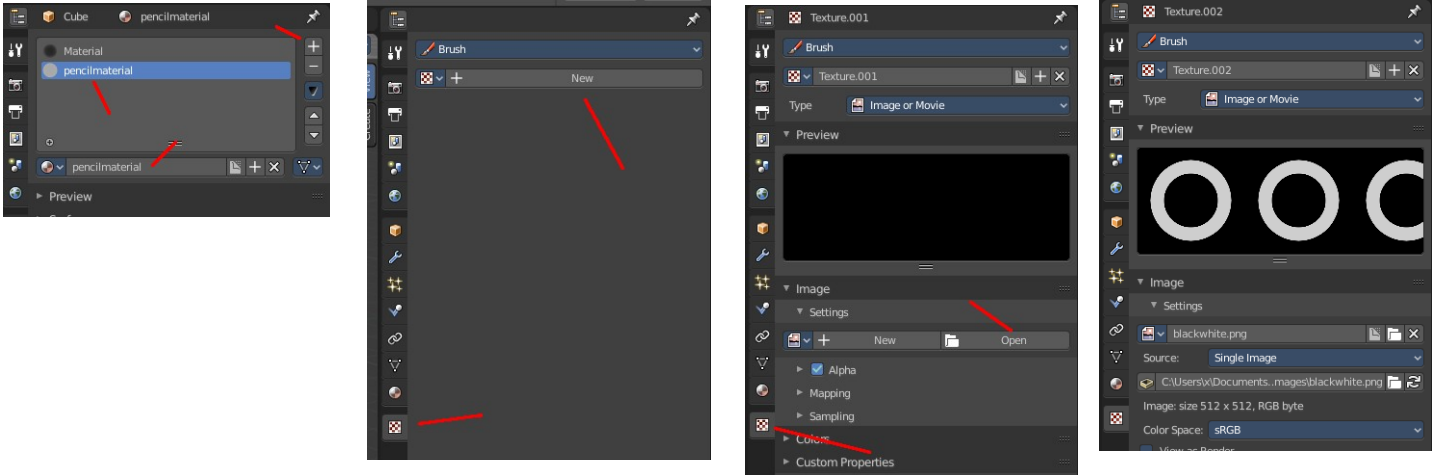 Cube pencilmaterial
Material
pencilmaterial
pencilmaterial
Preview
Brush
New
Texture.001
Brush
Texture.001
Type Image or Movie
Preview
Image
Settings
New Open
Alpha
Mapping
Sampling
Colors
Custom Properties
Texture.002
Brush
Texture.002
Type Image or Movie
Preview
Image
Settings
blackwhite.png
Source: Single Image
C:\Users\x\Documents..mages\blackwhite.png
Image: size 512 x 512, RGB byte
Color Space: sRGB
View as Render